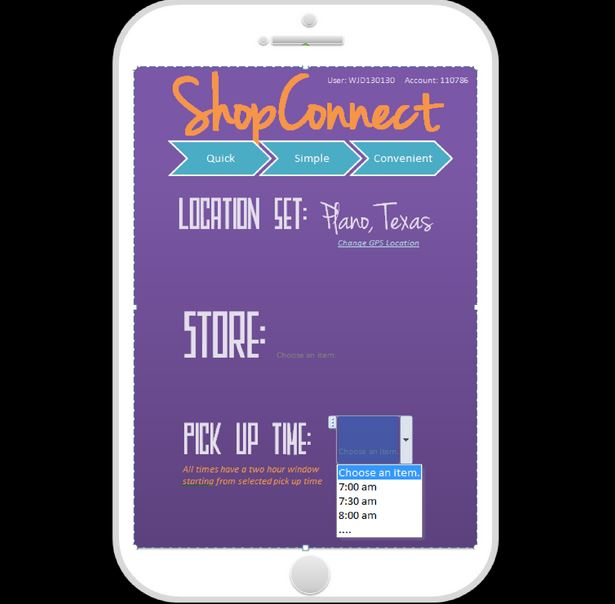 User: WJD130130 Account: 110786
ShopConnect
Quick Simple Convenient
LOCATION SET: Plano, Texas
Change GPS Location
STORE: Choose an item.
PICK UP TIME: Choose an item.
All times have a two hour window
starting from selected pick up time
Choose an item.
7:00 am
7:30 am
8:00 am
....